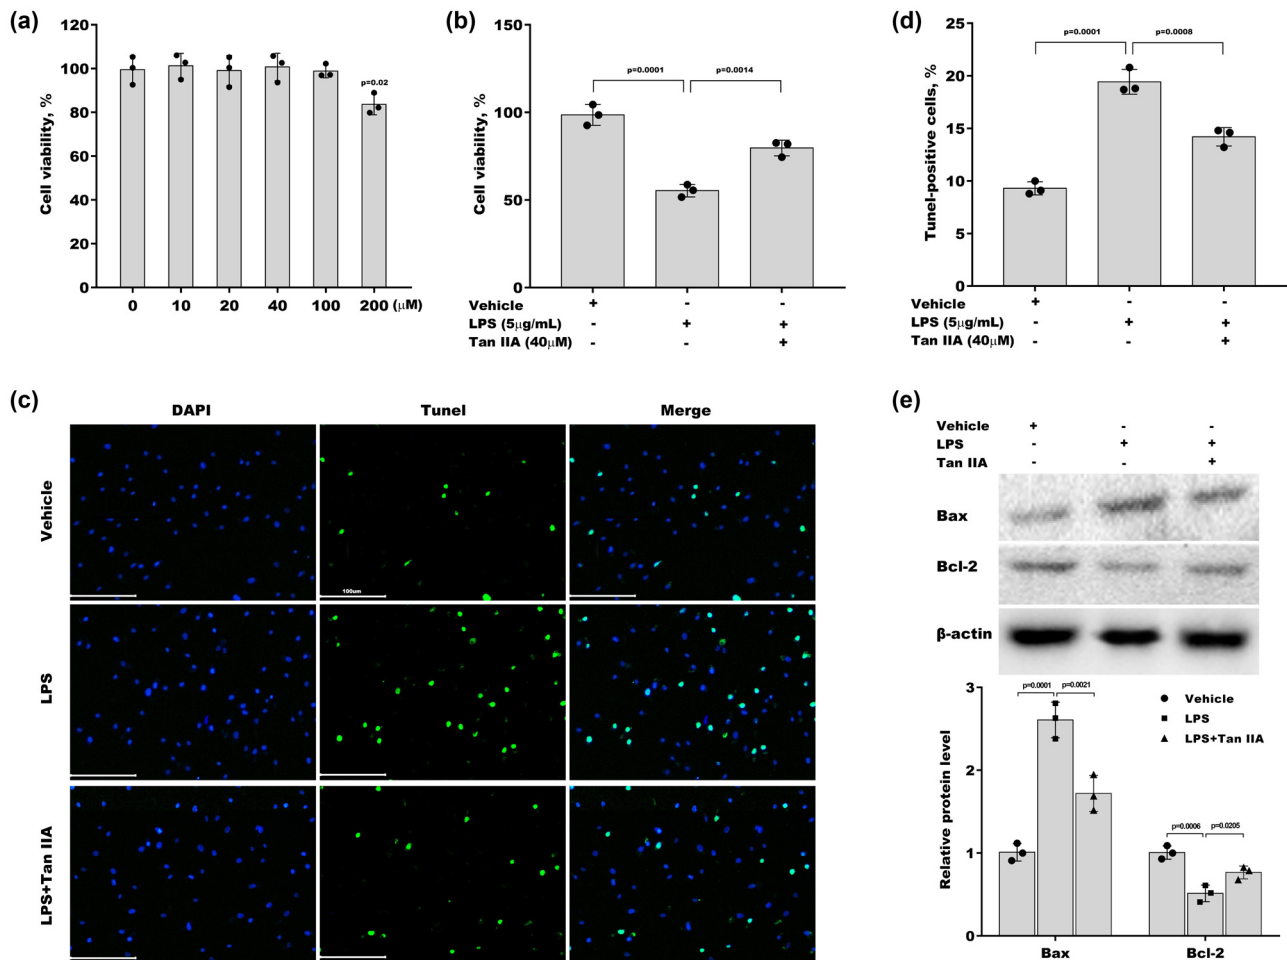 (a)
120
100
80
60
40
20
0
Cell viability, %
p=0.02
0 10 20 40 100 200 (μM)
(b)
150
100
50
0
Cell viability, %
p=0.0001 p=0.0014
Vehicle + - -
LPS (5μg/mL) - + +
Tan IIA (40μM) - - +
(d)
25
20
15
10
5
0
Tunel-positive cells, %
p=0.0001 p=0.0008
Vehicle + - -
LPS (5μg/mL) - + +
Tan IIA (40μM) - - +
(c)
DAPI Tunel Merge
Vehicle
100um
LPS
LPS+Tan IIA
(e)
Vehicle + - -
LPS - + +
Tan IIA - - +
Bax
Bcl-2
β-actin
3
2
1
0
Relative protein level
p=0.0001 p=0.0021
p=0.0006 p=0.0205
Vehicle
LPS
LPS+Tan IIA
Bax Bcl-2